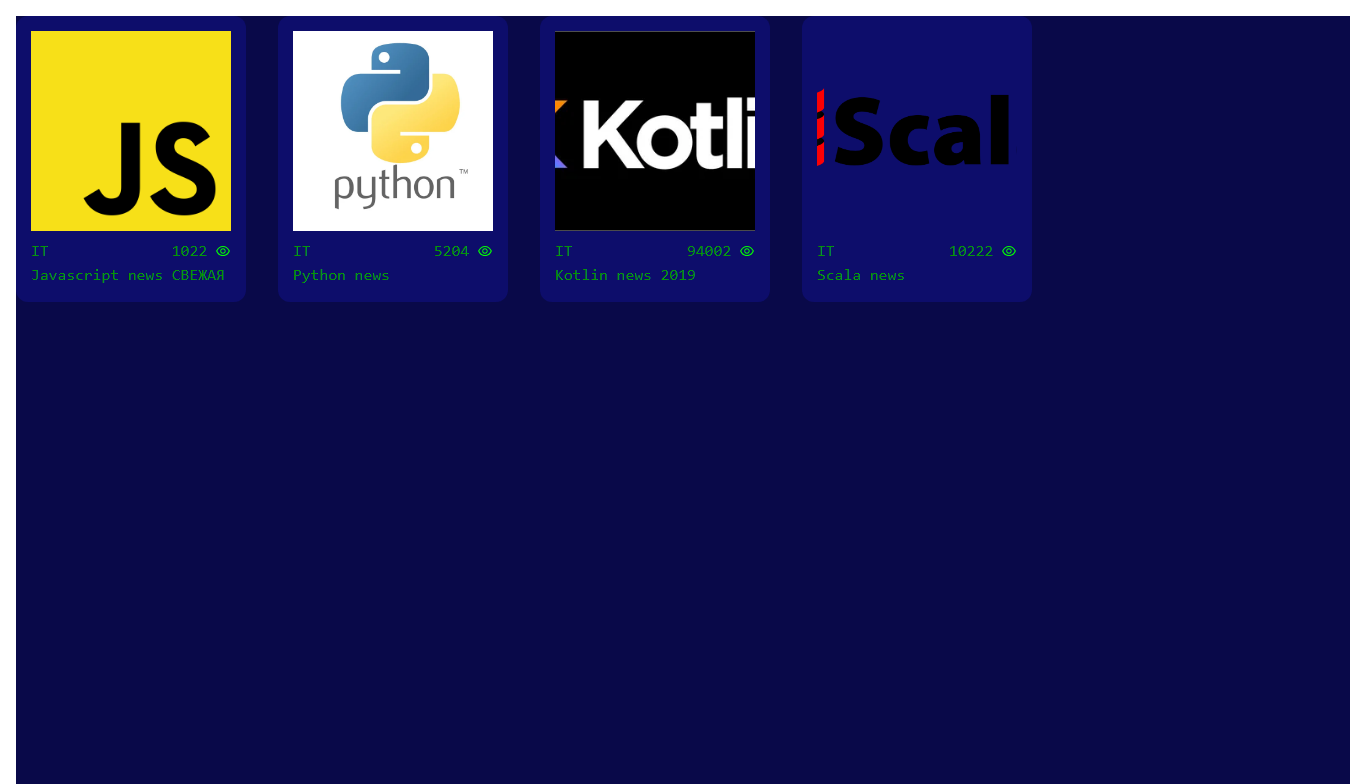 JS
IT 1022
Javascript news СВЕЖАЯ
python™
IT 5204
Python news
Kotli
IT 94002
Kotlin news 2019
Scal
IT 10222
Scala news